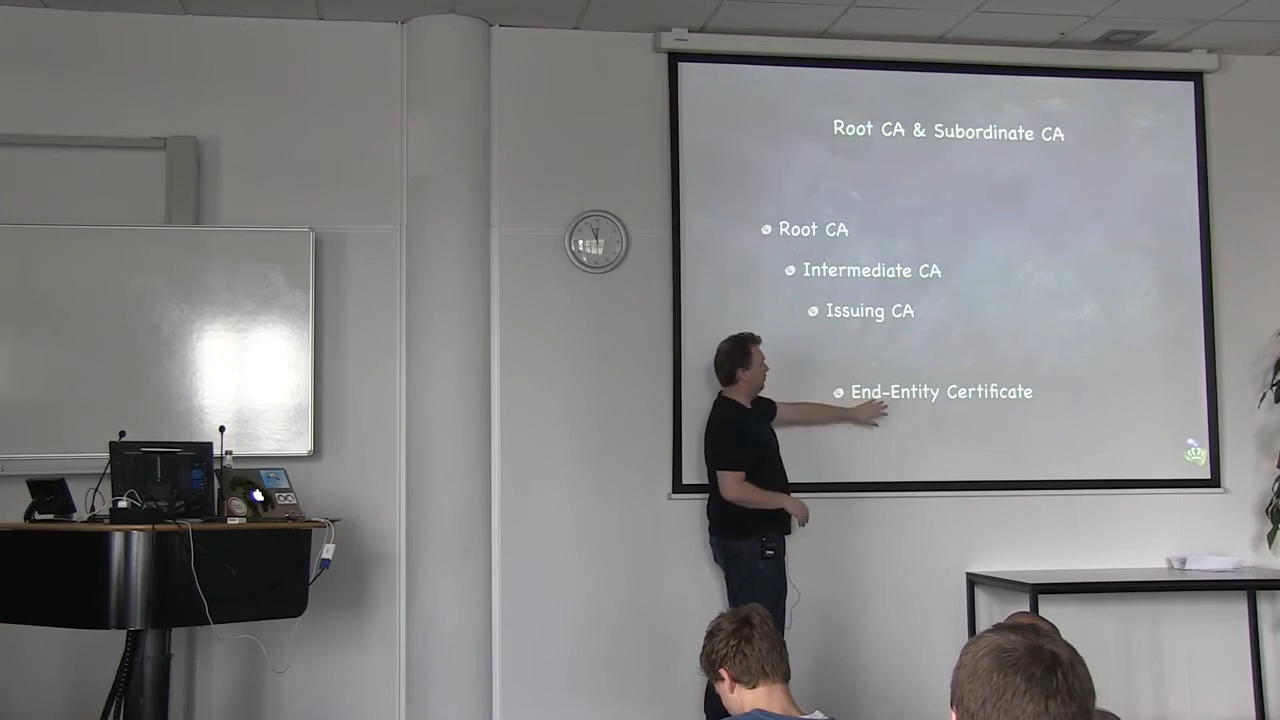 Root CA & Subordinate CA
Root CA
Intermediate CA
Issuing CA
End-Entity Certificate